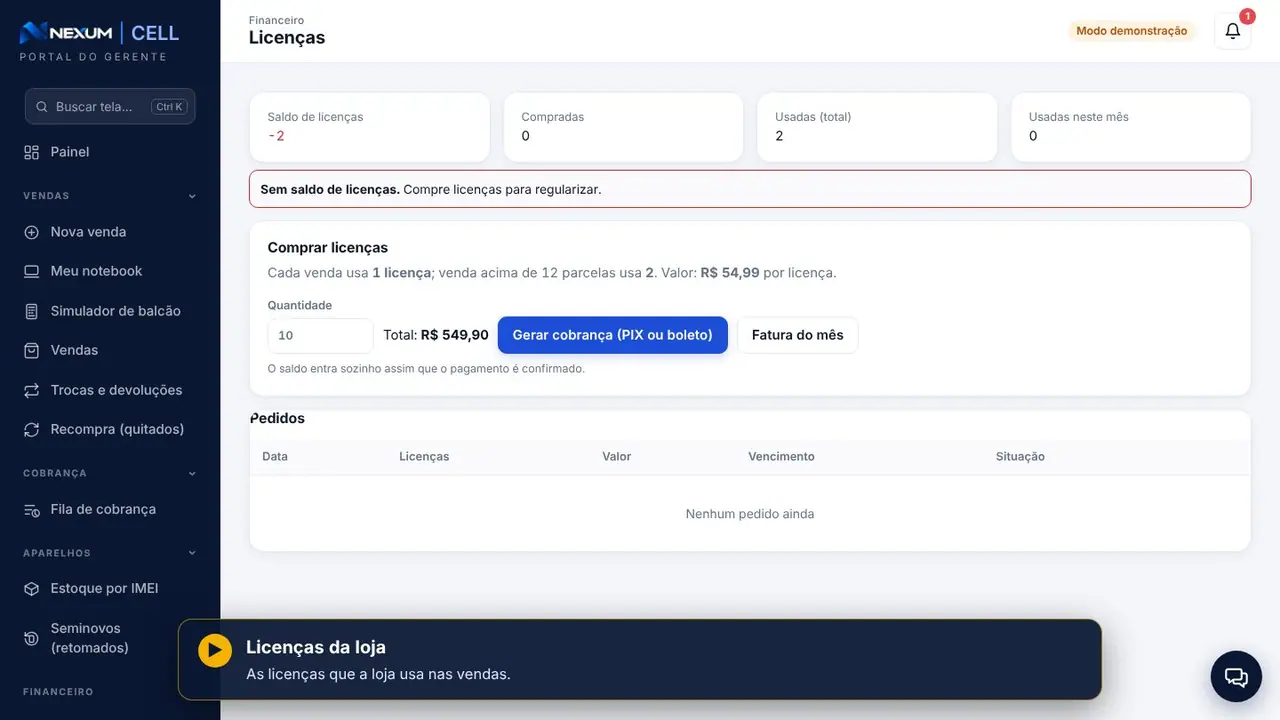 NEXUM | CELL
PORTAL DO GERENTE
Buscar tela... Ctrl K
Painel
VENDAS
Nova venda
Meu notebook
Simulador de balcão
Vendas
Trocas e devoluções
Recompra (quitados)
COBRANÇA
Fila de cobrança
APARELHOS
Estoque por IMEI
Seminovos
(retomados)
FINANCEIRO
Financeiro
Licenças
Modo demonstração
1
Saldo de licenças
-2
Compradas
0
Usadas (total)
2
Usadas neste mês
0
Sem saldo de licenças. Compre licenças para regularizar.
Comprar licenças
Cada venda usa 1 licença; venda acima de 12 parcelas usa 2. Valor: R$ 54,99 por licença.
Quantidade
10 Total: R$ 549,90 Gerar cobrança (PIX ou boleto) Fatura do mês
O saldo entra sozinho assim que o pagamento é confirmado.
Pedidos
Data Licenças Valor Vencimento Situação
Nenhum pedido ainda
Licenças da loja
As licenças que a loja usa nas vendas.